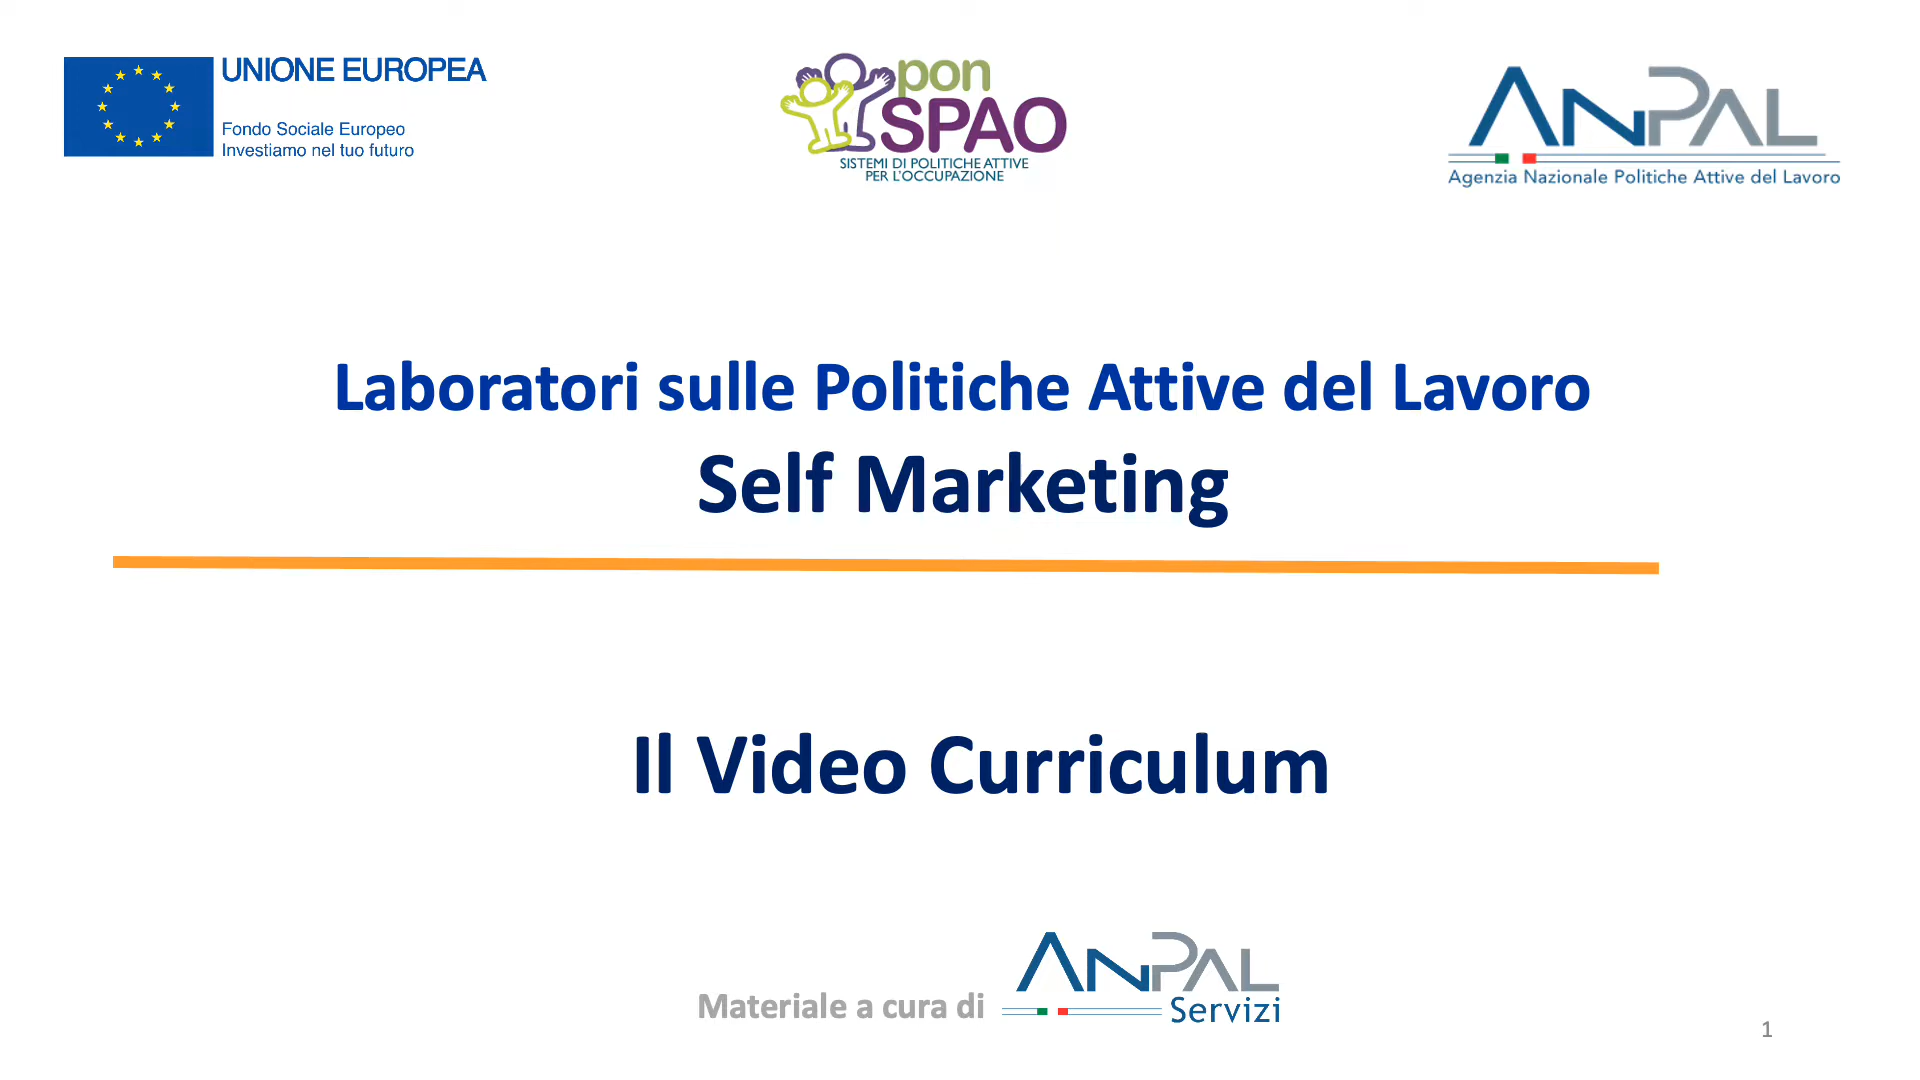 UNIONE EUROPEA
Fondo Sociale Europeo
Investiamo nel tuo futuro
pon
SPAO
SISTEMI DI POLITICHE ATTIVE
PER L'OCCUPAZIONE
ANPAL
Agenzia Nazionale Politiche Attive del Lavoro
Laboratori sulle Politiche Attive del Lavoro
Self Marketing
Il Video Curriculum
Materiale a cura di
ANPAL
Servizi
1